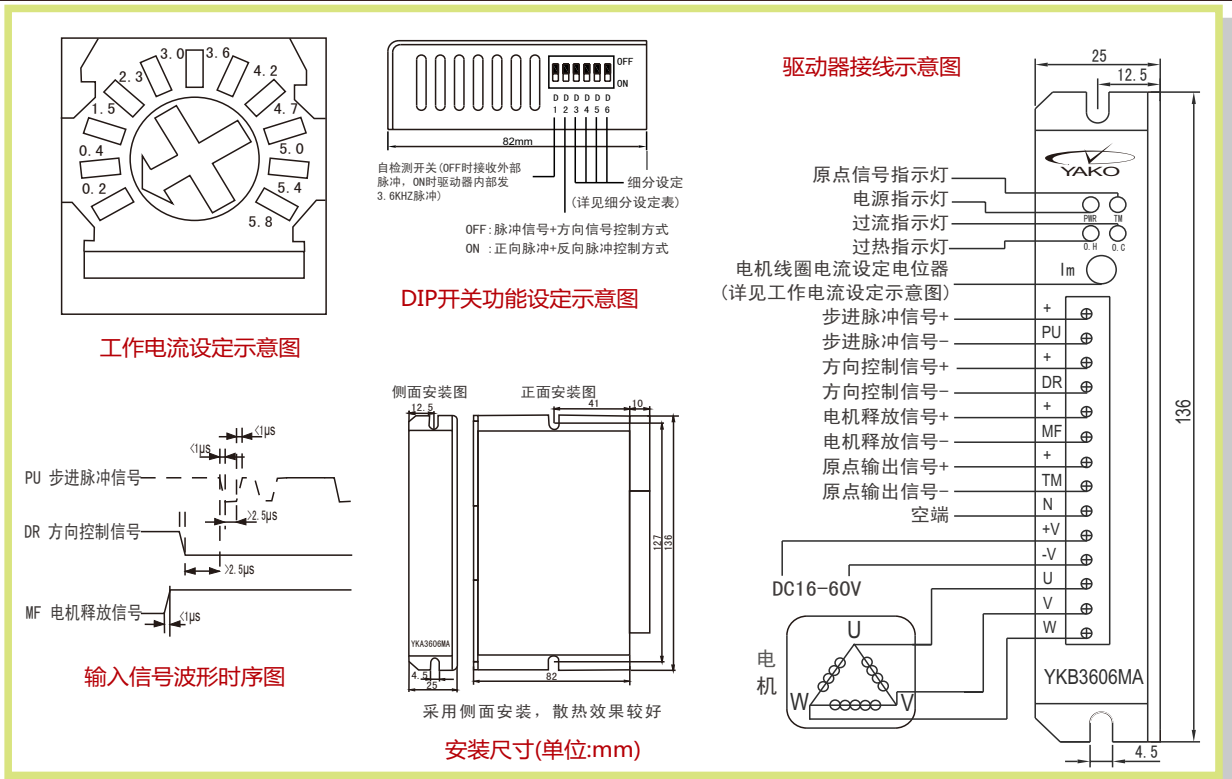 3.0
3.6
2.3
4.2
1.5
4.7
0.4
5.0
0.2
5.4
5.8
工作电流设定示意图
OFF
ON
D D D D D D
1 2 3 4 5 6
82mm
自检测开关(OFF时接收外部
脉冲，ON时驱动器内部发
3.6KHZ脉冲)
细分设定
(详见细分设定表)
OFF:脉冲信号+方向信号控制方式
ON :正向脉冲+反向脉冲控制方式
DIP开关功能设定示意图
<1μs
<1μs
PU 步进脉冲信号
>2.5μs
DR 方向控制信号
>2.5μs
MF 电机释放信号
<1μs
输入信号波形时序图
侧面安装图
正面安装图
12.5
41
10
127
136
YKA3606MA
4.5
25
82
采用侧面安装，散热效果较好
安装尺寸(单位:mm)
驱动器接线示意图
25
12.5
YAKO
原点信号指示灯
电源指示灯
过流指示灯
过热指示灯
PWR
TM
O.H
O.C
电机线圈电流设定电位器
(详见工作电流设定示意图)
Im
步进脉冲信号+
+
步进脉冲信号-
PU
方向控制信号+
+
方向控制信号-
DR
电机释放信号+
+
电机释放信号-
MF
原点输出信号+
+
原点输出信号-
TM
空端
N
+V
-V
DC16-60V
U
V
W
电机
U
W
V
YKB3606MA
136
4.5